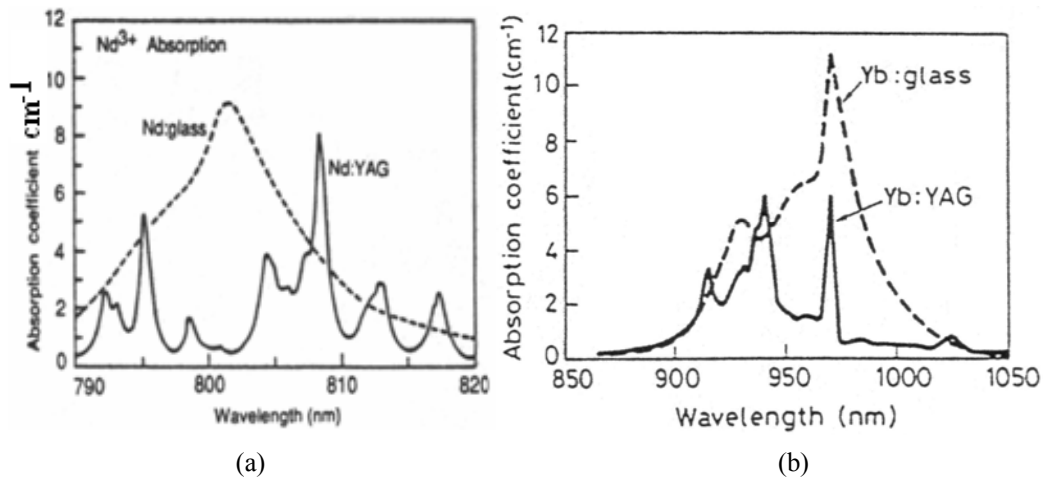 Nd3+ Absorption
Nd:glass
Nd:YAG
Absorption coefficient cm-1
12
10
8
6
4
2
0
790
800
810
820
Wavelength (nm)
(a)
Yb:glass
Yb:YAG
Absorption coefficient (cm-1)
12
10
8
6
4
2
0
850
900
950
1000
1050
Wavelength (nm)
(b)